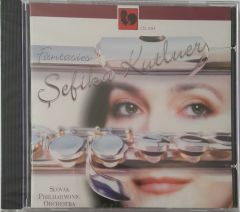 Fantasies
Şefika Kutluer
SLOVAK
PHILHARMONIC
ORCHESTRA